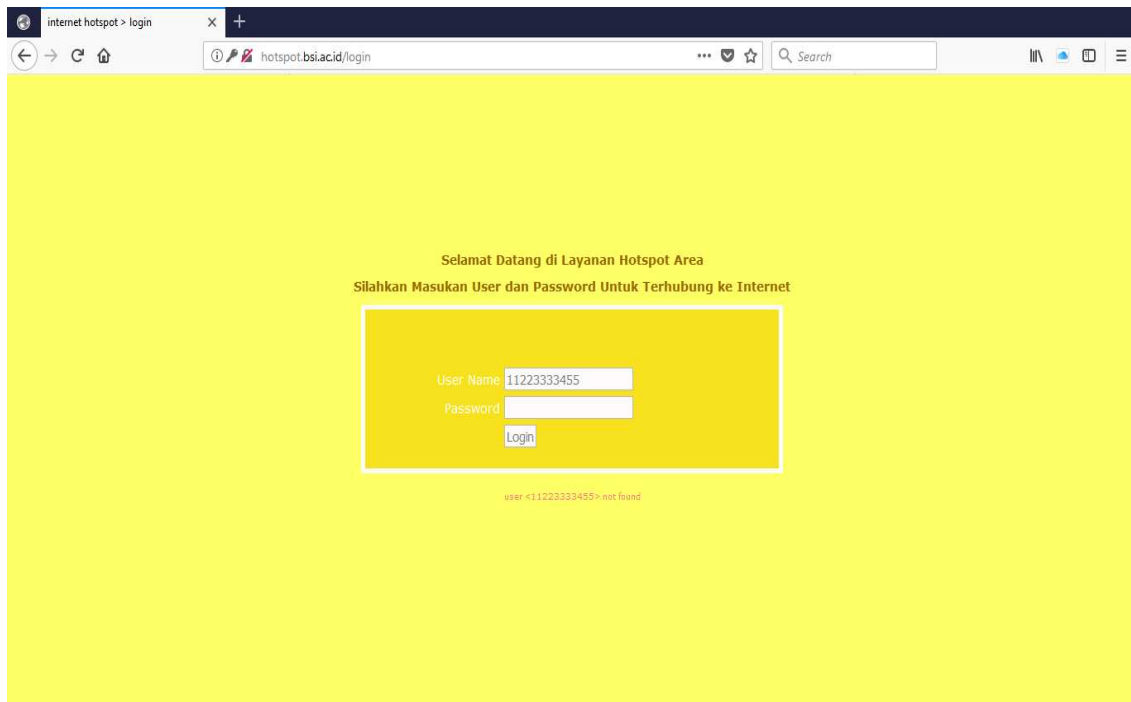 internet hotspot > login
hotspot.bsi.ac.id/login
Search
Selamat Datang di Layanan Hotspot Area
Silahkan Masukan User dan Password Untuk Terhubung ke Internet
User Name 11223333455
Password
Login
user <11223333455> not found